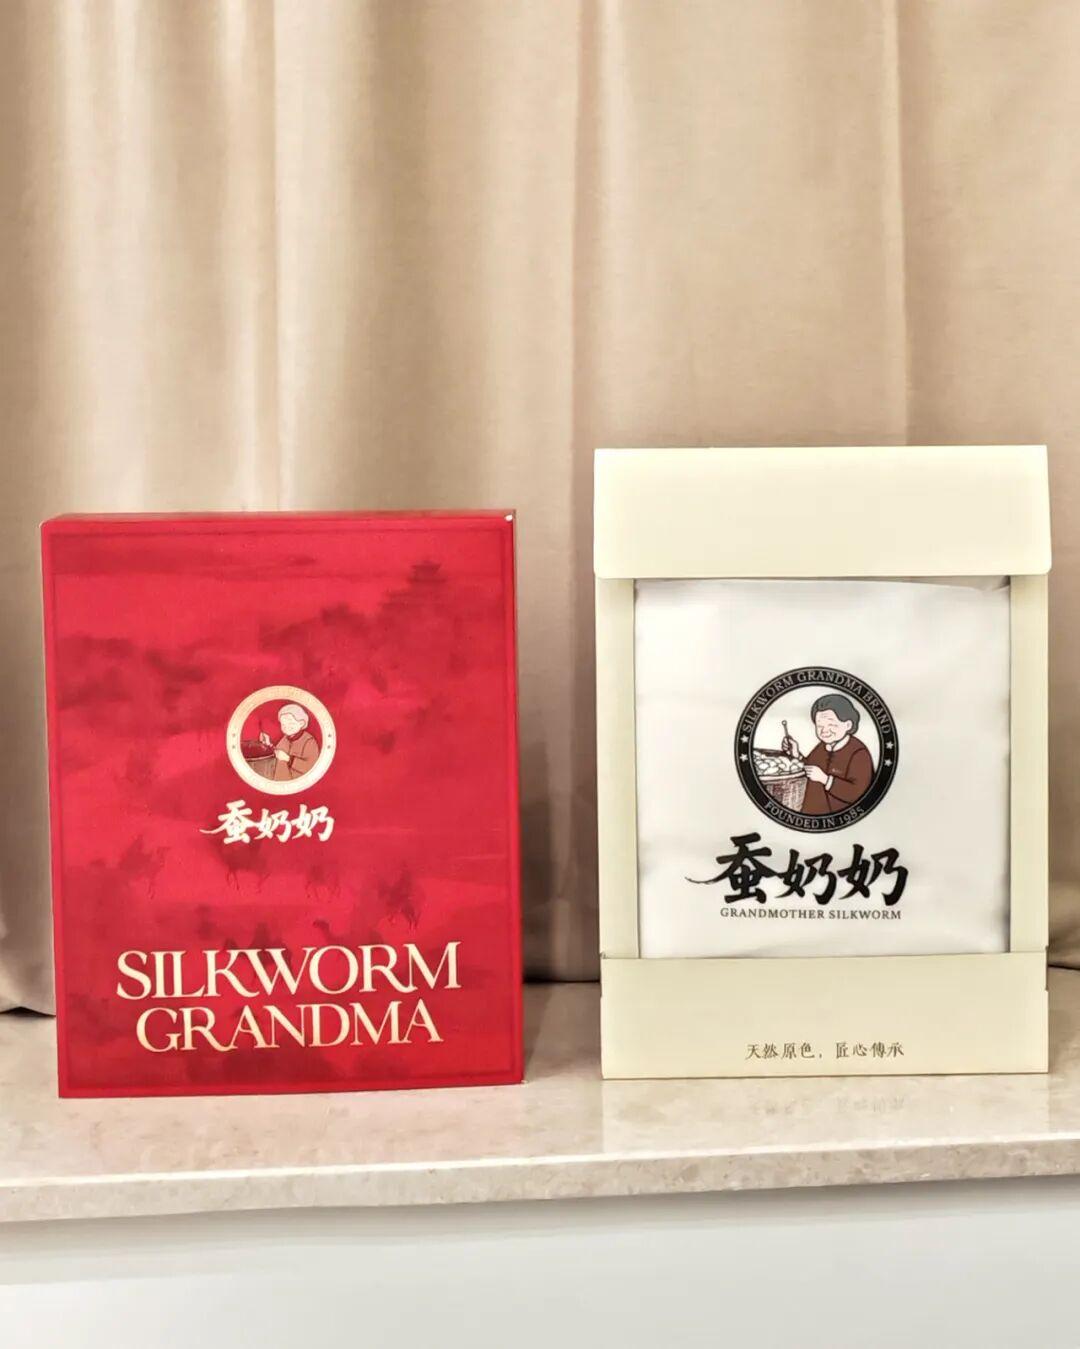 蚕奶奶
SILKWORM
GRANDMA
SILKWORM GRANDMA BRAND
FOUNDED IN 1985
蚕奶奶
GRANDMOTHER SILKWORM
天然原色，匠心傳承